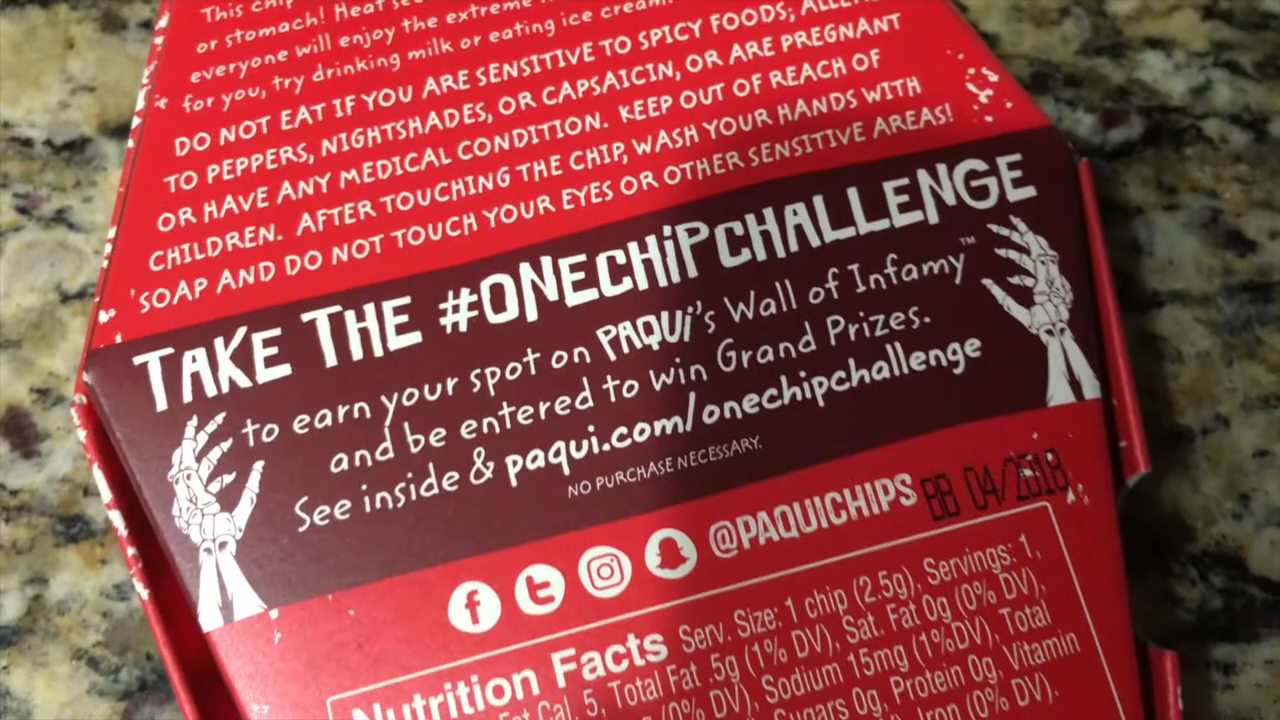 This chip
or stomach! Heat
everyone will enjoy the extreme
for you, try drinking milk or eating ice cream.
DO NOT EAT IF YOU ARE SENSITIVE TO SPICY FOODS;
TO PEPPERS, NIGHTSHADES, OR CAPSAICIN, OR ARE PREGNANT
OR HAVE ANY MEDICAL CONDITION. KEEP OUT OF REACH OF
CHILDREN. AFTER TOUCHING THE CHIP, WASH YOUR HANDS WITH
SOAP AND DO NOT TOUCH YOUR EYES OR OTHER SENSITIVE AREAS!
TAKE THE #ONECHiPCHALLENGE
to earn your spot on PAQUi's Wall of Infamy™
and be entered to win Grand Prizes.
See inside & paqui.com/onechipchallenge
NO PURCHASE NECESSARY.
@PAQUICHIPS BB 04/2018
Nutrition Facts Serv. Size: 1 chip (2.5g), Servings: 1,
Fat Cal. 5, Total Fat .5g (1% DV), Sat. Fat 0g (0% DV),
(0% DV), Sodium 15mg (1%DV), Total
Sugars 0g, Protein 0g, Vitamin
Iron (0% DV).